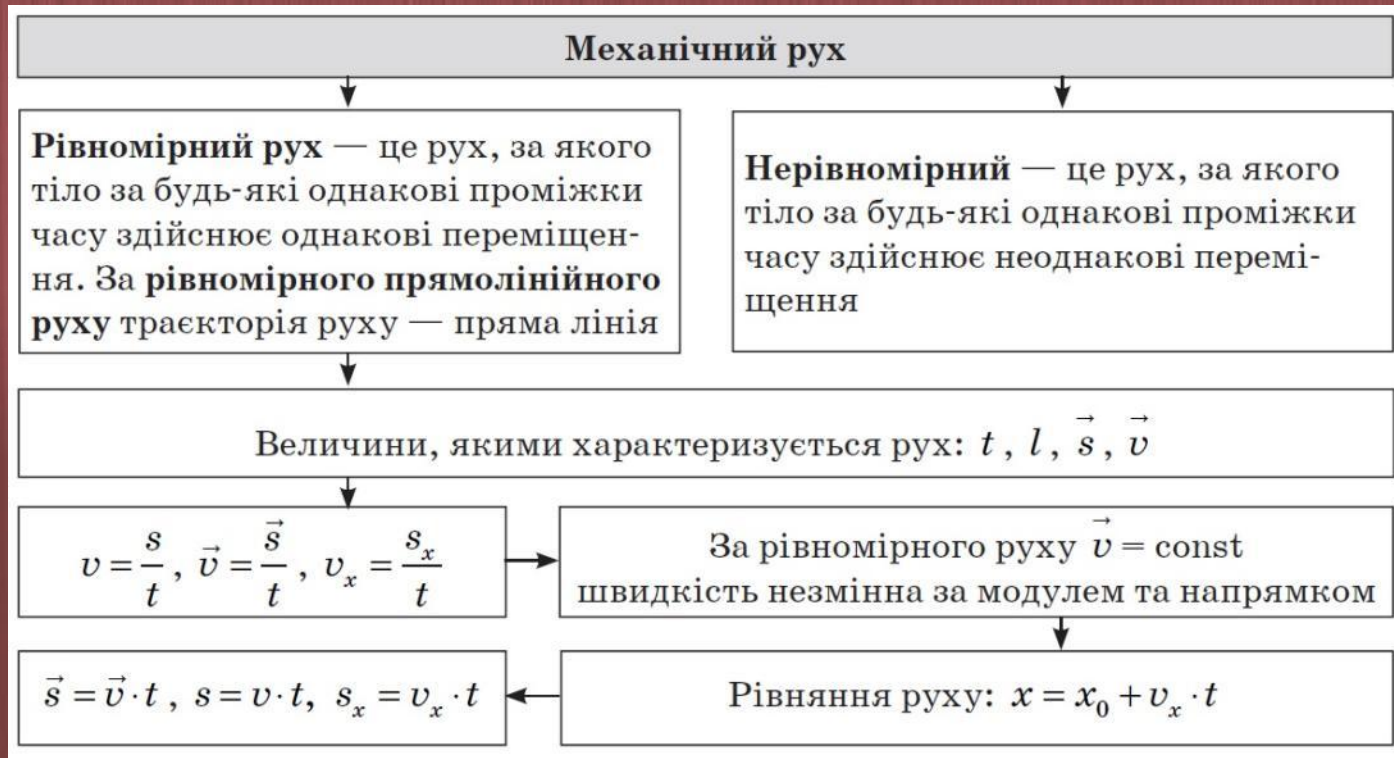 Механічний рух
Рівномірний рух — це рух, за якого
тіло за будь-які однакові проміжки
часу здійснює однакові переміщен-
ня. За рівномірного прямолінійного
руху траєкторія руху — пряма лінія
Нерівномірний — це рух, за якого
тіло за будь-які однакові проміжки
часу здійснює неоднакові перемі-
щення
Величини, якими характеризується рух: t , l , s⃗ , v⃗
v = s/t , v⃗ = s⃗/t , vₓ = sₓ/t
За рівномірного руху v⃗ = const
швидкість незмінна за модулем та напрямком
s⃗ = v⃗ · t , s = v · t, sₓ = vₓ · t
Рівняння руху: x = x₀ + vₓ · t